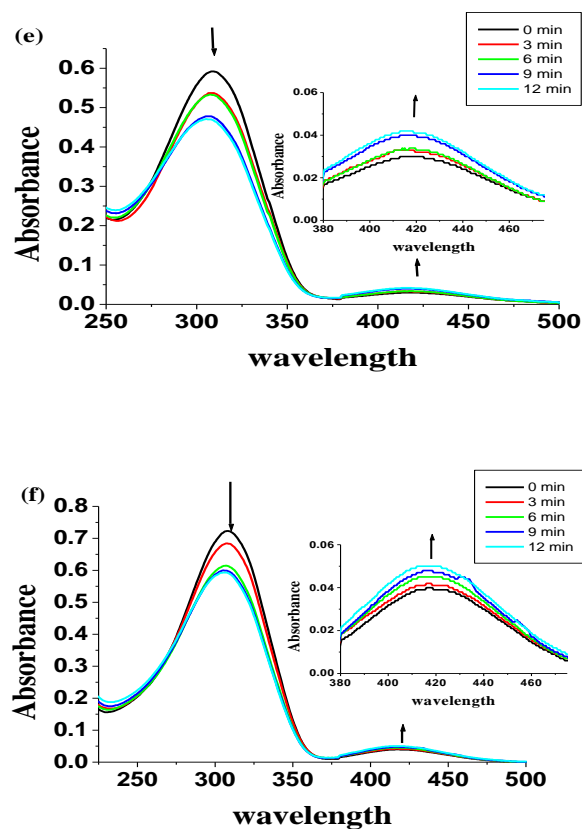 (e)
0 min
3 min
6 min
9 min
12 min
Absorbance
0.6
0.5
0.4
0.3
0.2
0.1
0.0
250 300 350 400 450 500
wavelength
Absorbance
0.06
0.04
0.02
0.00
380 400 420 440 460
wavelength
(f)
0 min
3 min
6 min
9 min
12 min
Absorbance
0.8
0.7
0.6
0.5
0.4
0.3
0.2
0.1
0.0
250 300 350 400 450 500
wavelength
Absorbance
0.06
0.04
0.02
0.00
380 400 420 440 460
wavelength